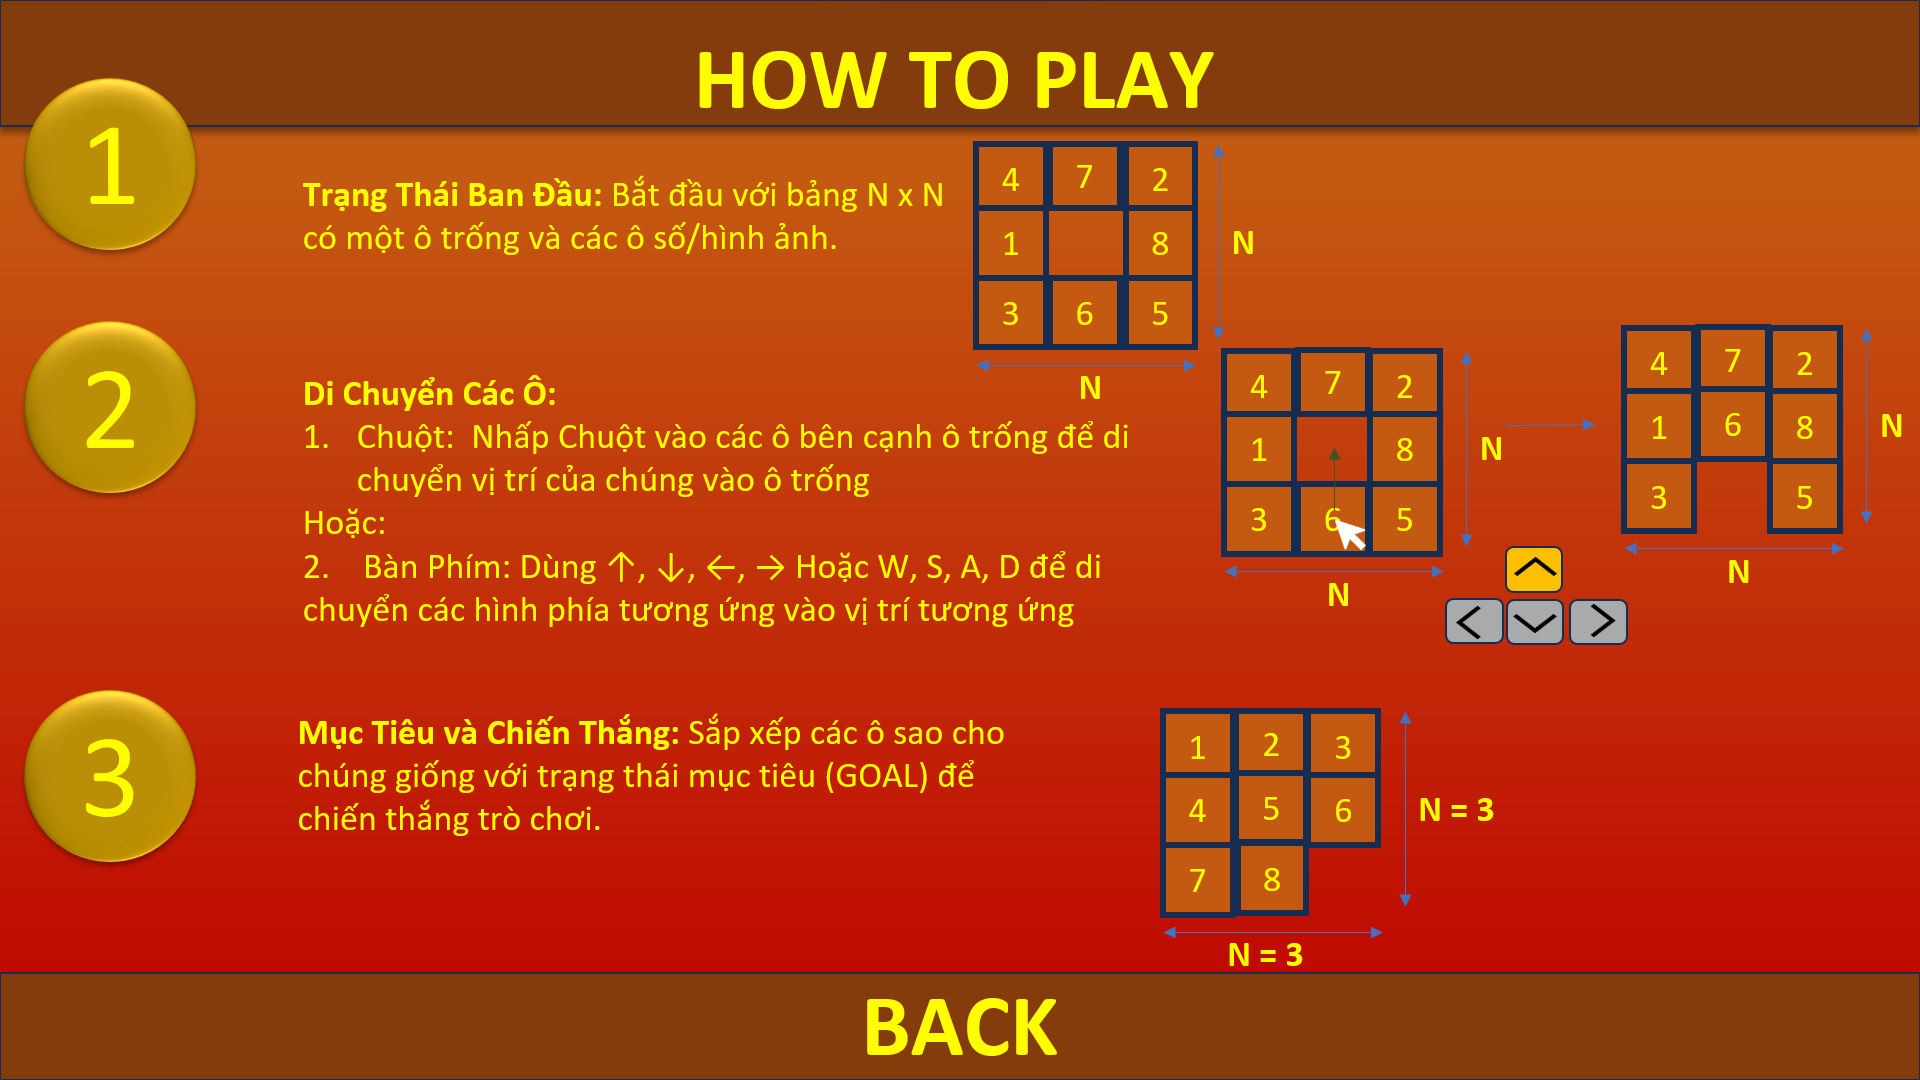 HOW TO PLAY
1
Trạng Thái Ban Đầu: Bắt đầu với bảng N x N
có một ô trống và các ô số/hình ảnh.
4 7 2
1 8
3 6 5
N
N
2
Di Chuyển Các Ô:
1. Chuột: Nhấp Chuột vào các ô bên cạnh ô trống để di
chuyển vị trí của chúng vào ô trống
Hoặc:
2. Bàn Phím: Dùng ↑, ↓, ←, → Hoặc W, S, A, D để di
chuyển các hình phía tương ứng vào vị trí tương ứng
4 7 2
1 8
3 6 5
N
N
4 7 2
1 6 8
3 5
N
N
3
Mục Tiêu và Chiến Thắng: Sắp xếp các ô sao cho
chúng giống với trạng thái mục tiêu (GOAL) để
chiến thắng trò chơi.
1 2 3
4 5 6
7 8
N = 3
N = 3
BACK